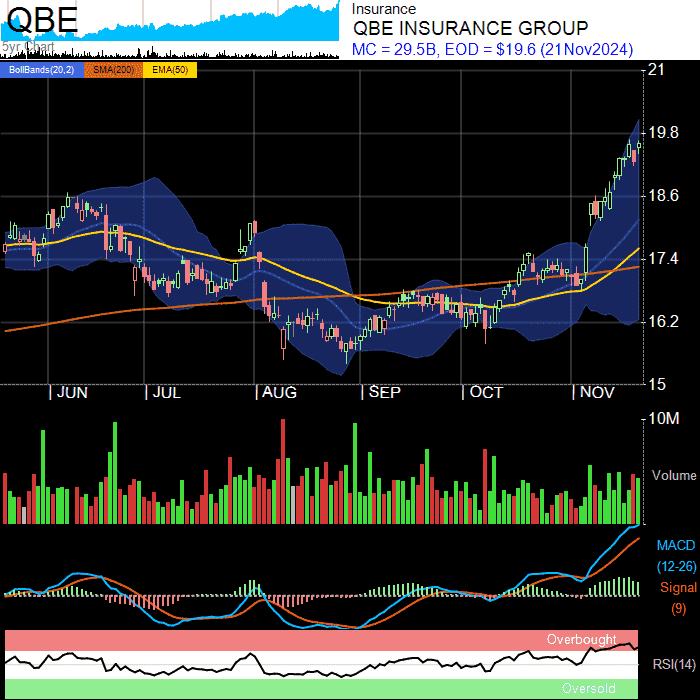 QBE
5yr Chart
Insurance
QBE INSURANCE GROUP
MC = 29.5B, EOD = $19.6 (21Nov2024)
BollBands(20,2) SMA(200) EMA(50)
21
19.8
18.6
17.4
16.2
15
JUN JUL AUG SEP OCT NOV
10M
Volume
MACD
(12-26)
Signal
(9)
Overbought
RSI(14)
Oversold